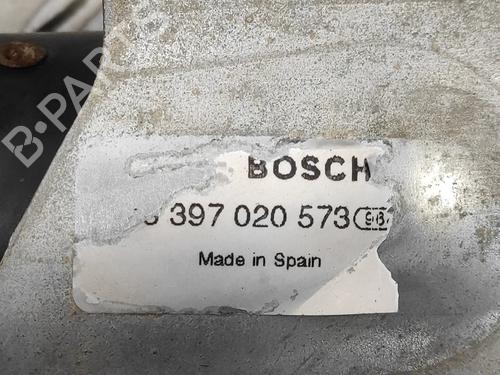 B-PARTS
BOSCH
397 020 573
Made in Spain